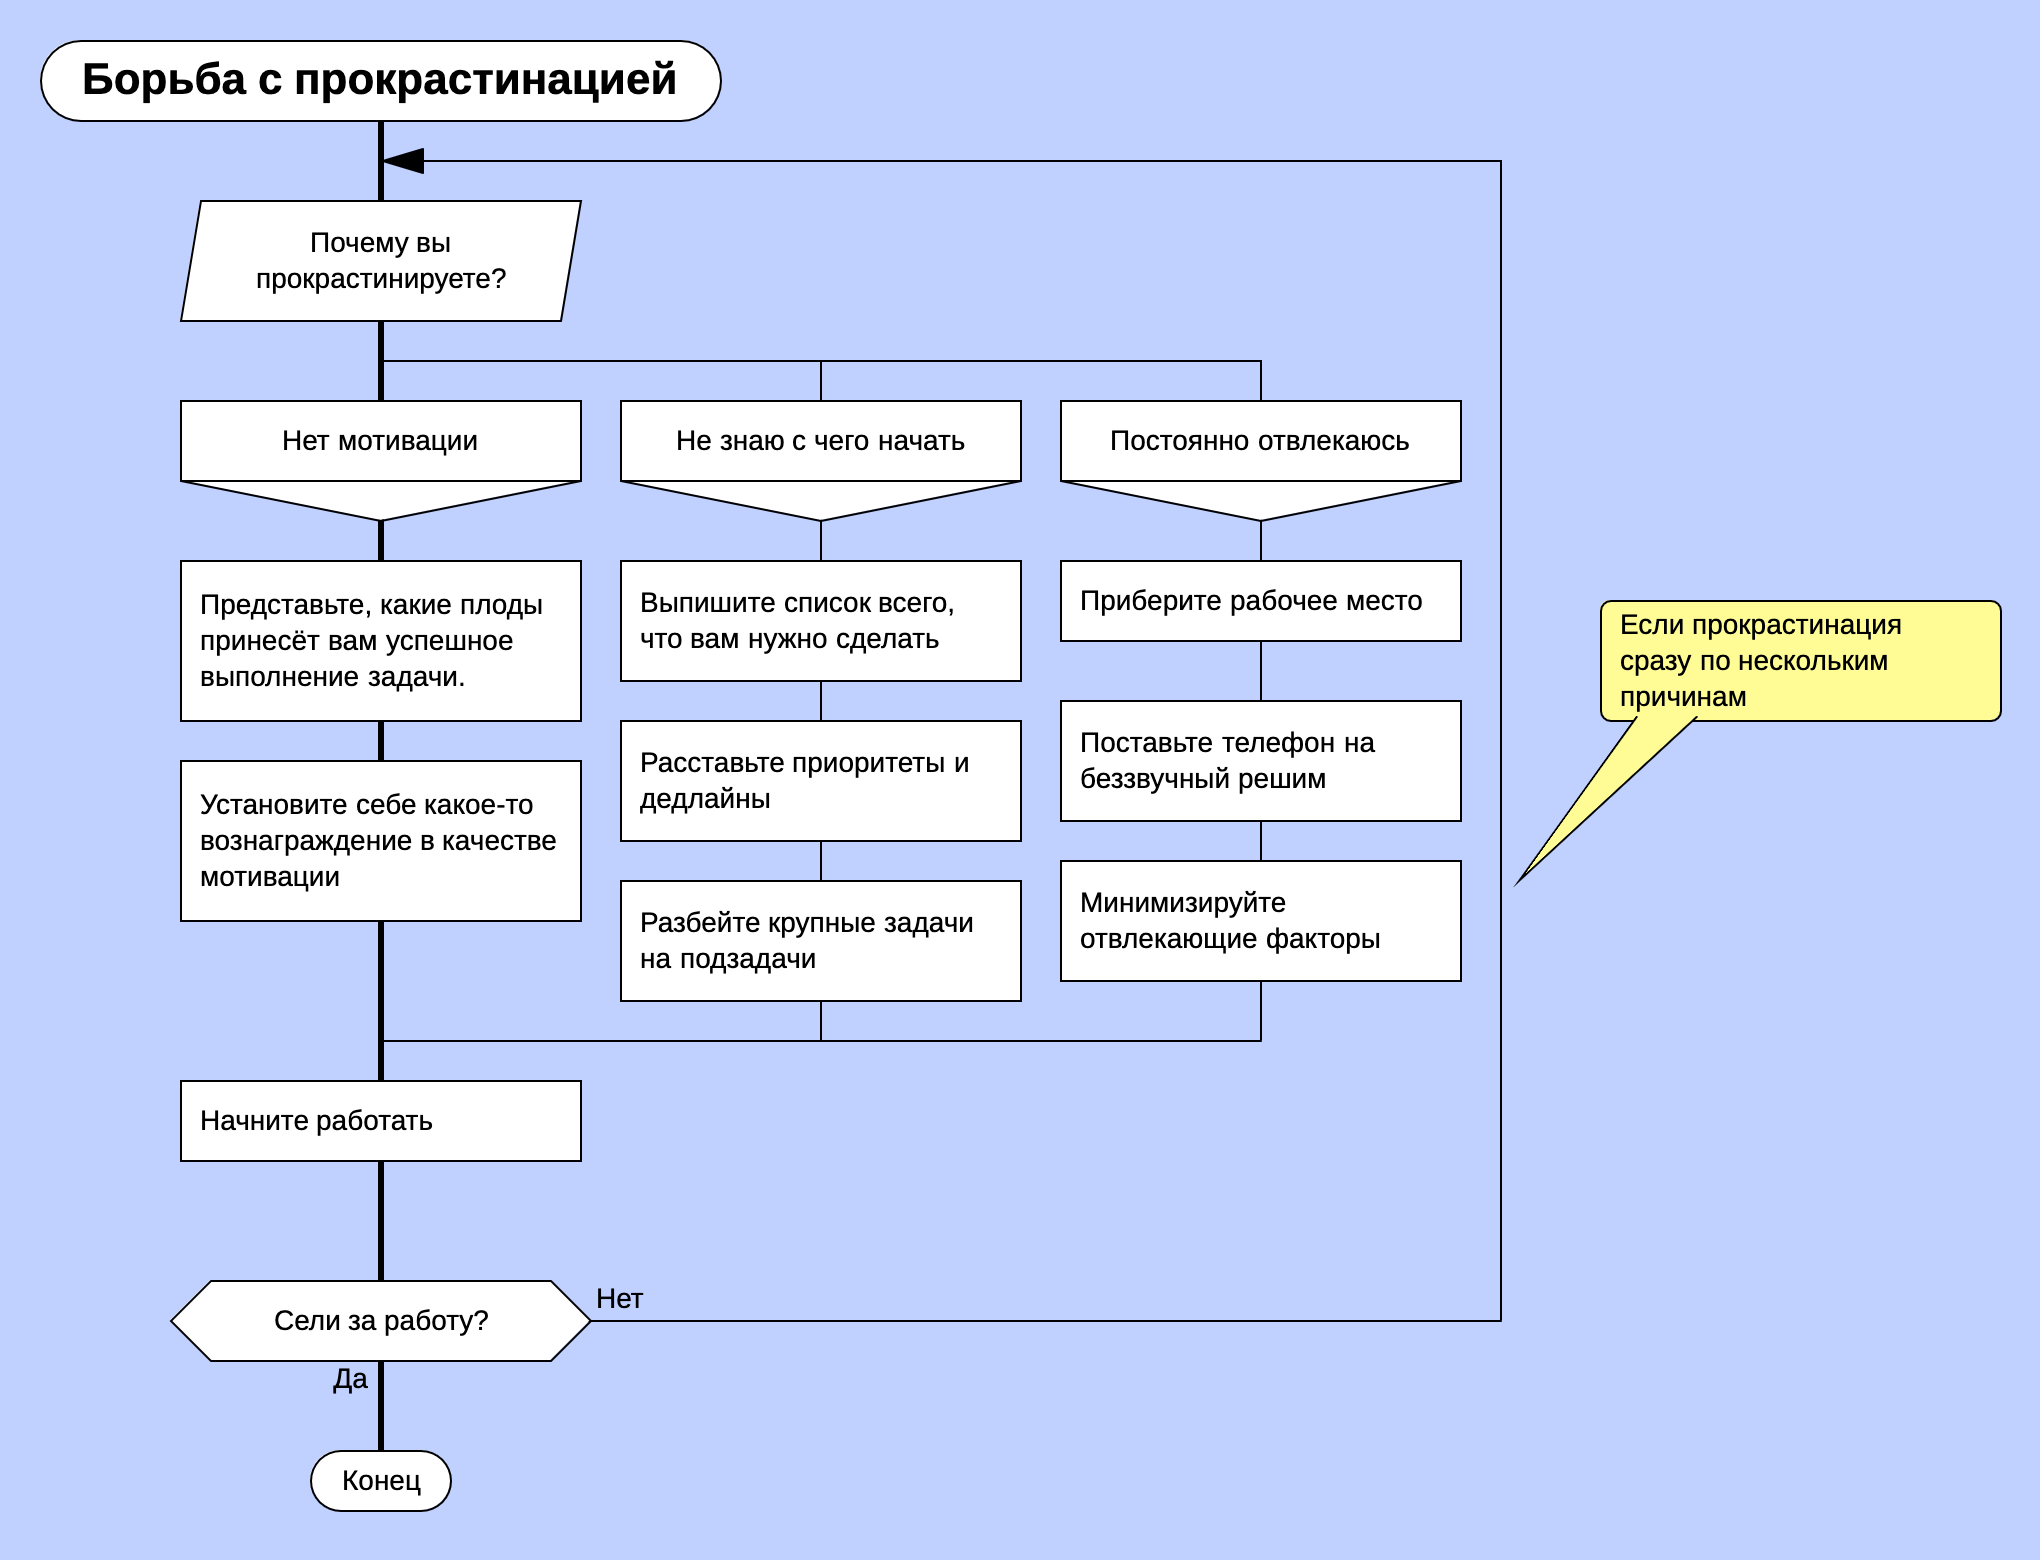 Борьба с прокрастинацией
Почему вы
прокрастинируете?
Нет мотивации
Не знаю с чего начать
Постоянно отвлекаюсь
Представьте, какие плоды
принесёт вам успешное
выполнение задачи.
Установите себе какое-то
вознаграждение в качестве
мотивации
Выпишите список всего,
что вам нужно сделать
Расставьте приоритеты и
дедлайны
Разбейте крупные задачи
на подзадачи
Приберите рабочее место
Поставьте телефон на
беззвучный решим
Минимизируйте
отвлекающие факторы
Если прокрастинация
сразу по нескольким
причинам
Начните работать
Сели за работу?
Нет
Да
Конец